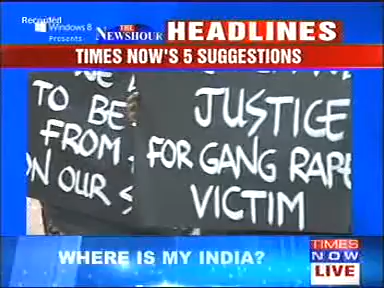 Recorded
Windows 8
Presents
THE
NEWSHOUR
HEADLINES
TIMES NOW'S 5 SUGGESTIONS
TO BE
FROM
ON OUR
JUSTICE
FOR GANG RAPE
VICTIM
WHERE IS MY INDIA?
TIMES
NOW
LIVE